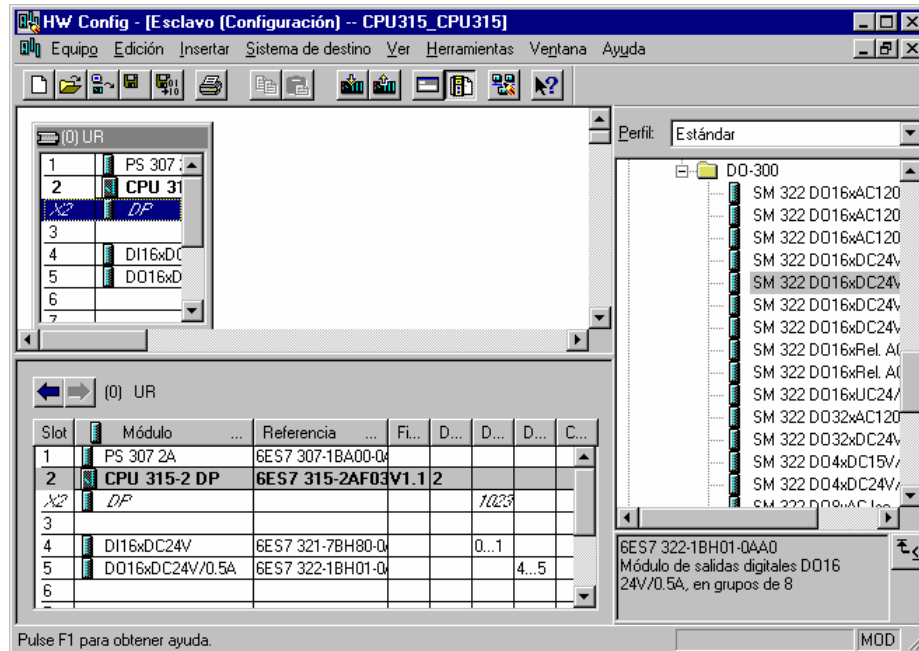 HW Config - [Esclavo (Configuración) -- CPU315_CPU315]
Equipo Edición Insertar Sistema de destino Ver Herramientas Ventana Ayuda
(0) UR
1 PS 307
2 CPU 31
X2 DP
3
4 DI16xDC
5 DO16xD
6
7
Perfil: Estándar
DO-300
SM 322 DO16xAC120
SM 322 DO16xAC120
SM 322 DO16xAC120
SM 322 DO16xDC24V
SM 322 DO16xDC24V
SM 322 DO16xDC24V
SM 322 DO16xDC24V
SM 322 DO16xRel. A
SM 322 DO16xRel. A
SM 322 DO16xUC24/
SM 322 DO32xAC120
SM 322 DO32xDC24V
SM 322 DO4xDC15V/
SM 322 DO4xDC24V/
SM 322 DO8xAC Iso
6ES7 322-1BH01-0AA0
Módulo de salidas digitales DO16
24V/0.5A, en grupos de 8
(0) UR
Slot Módulo ... Referencia ... Fi... D... D... D... C...
1 PS 307 2A 6ES7 307-1BA00-0
2 CPU 315-2 DP 6ES7 315-2AF03 V1.1 2
X2 DP 1023
3
4 DI16xDC24V 6ES7 321-7BH80-0 0...1
5 DO16xDC24V/0.5A 6ES7 322-1BH01-0 4...5
6
Pulse F1 para obtener ayuda. MOD